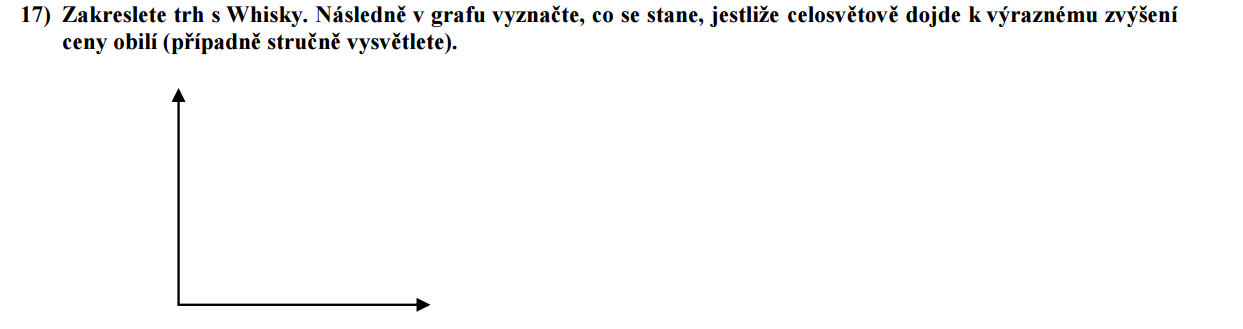 17) Zakreslete trh s Whisky. Následně v grafu vyznačte, co se stane, jestliže celosvětově dojde k výraznému zvýšení
ceny obilí (případně stručně vysvětlete).